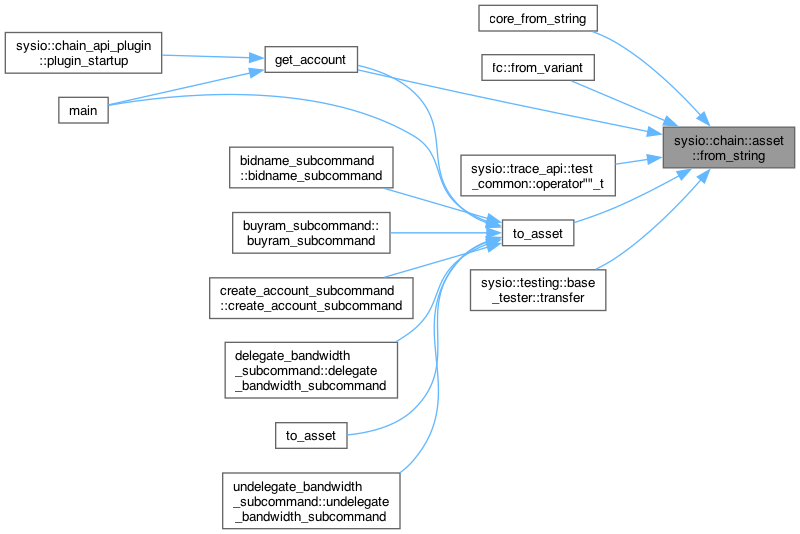 core_from_string
sysio::chain_api_plugin
::plugin_startup
get_account
fc::from_variant
main
sysio::chain::asset
::from_string
bidname_subcommand
::bidname_subcommand
sysio::trace_api::test
_common::operator""_t
buyram_subcommand::
buyram_subcommand
to_asset
create_account_subcommand
::create_account_subcommand
sysio::testing::base
_tester::transfer
delegate_bandwidth
_subcommand::delegate
_bandwidth_subcommand
to_asset
undelegate_bandwidth
_subcommand::undelegate
_bandwidth_subcommand